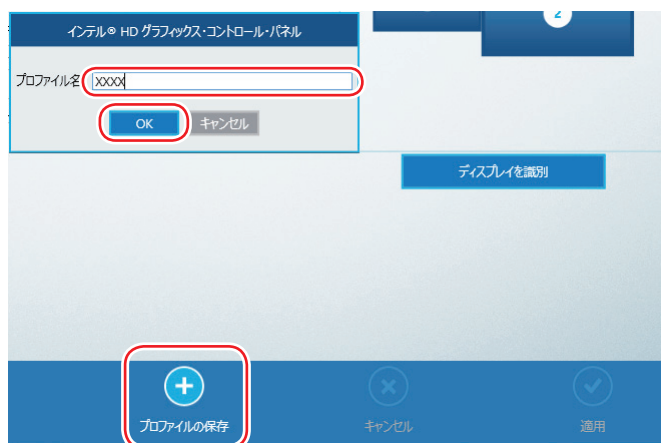 インテル® HD グラフィックス・コントロール・パネル
2
プロファイル名 XXXX
OK キャンセル
ディスプレイを識別
プロファイルの保存 キャンセル 適用